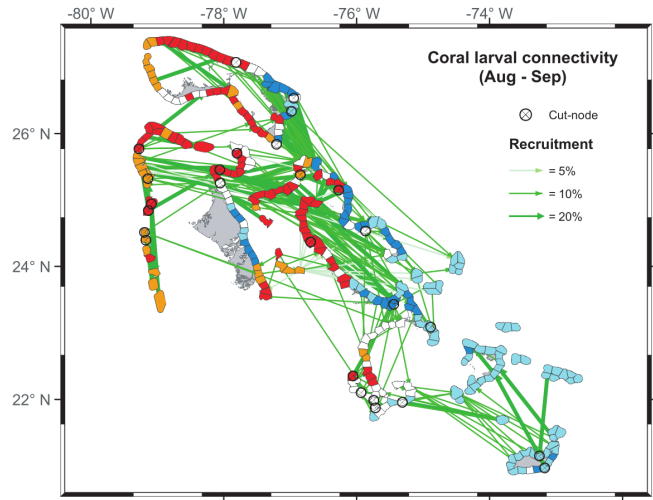 -80 °W -78°W -76°W -74°W
Coral larval connectivity
(Aug - Sep)
Cut-node
Recruitment
= 5%
= 10%
= 20%
26° N
24° N
22° N